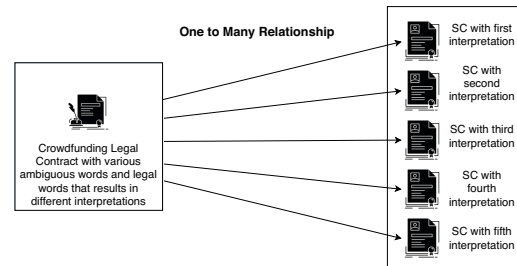 One to Many Relationship
Crowdfunding Legal
Contract with various
ambiguous words and legal
words that results in
different interpretations
SC with first
interpretation
SC with
second
interpretation
SC with third
interpretation
SC with
fourth
interpretation
SC with fifth
interpretation